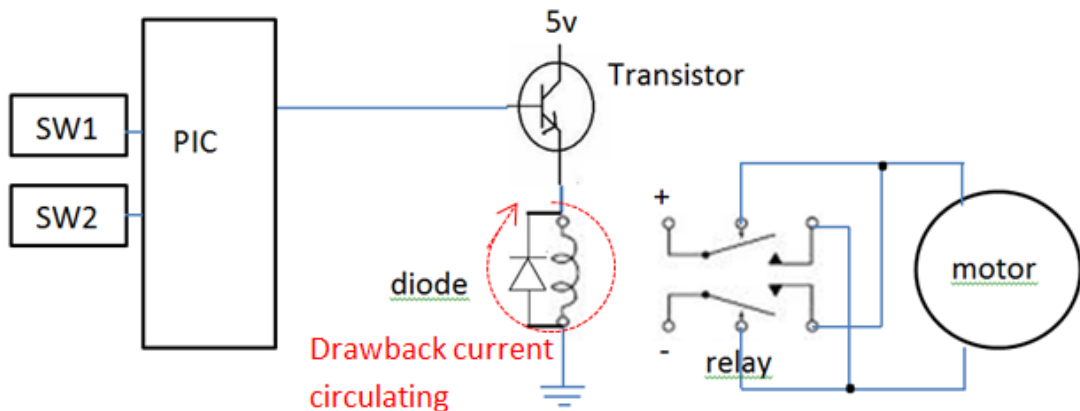 5v
Transistor
SW1
PIC
SW2
+
diode
motor
-
relay
Drawback current
circulating